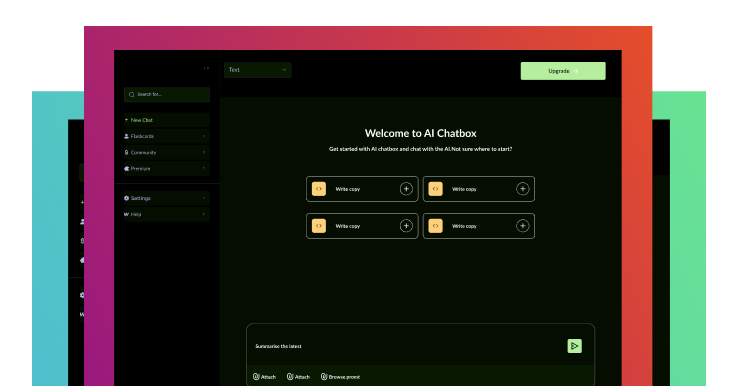 Text
Upgrade
Search for...
+ New Chat
Flashcards
Community
Premium
Settings
Help
Welcome to AI Chatbox
Get started with AI chatbox and chat with the AI.Not sure where to start?
Write copy
Write copy
Write copy
Write copy
Summarise the latest
Attach
Attach
Browse promt